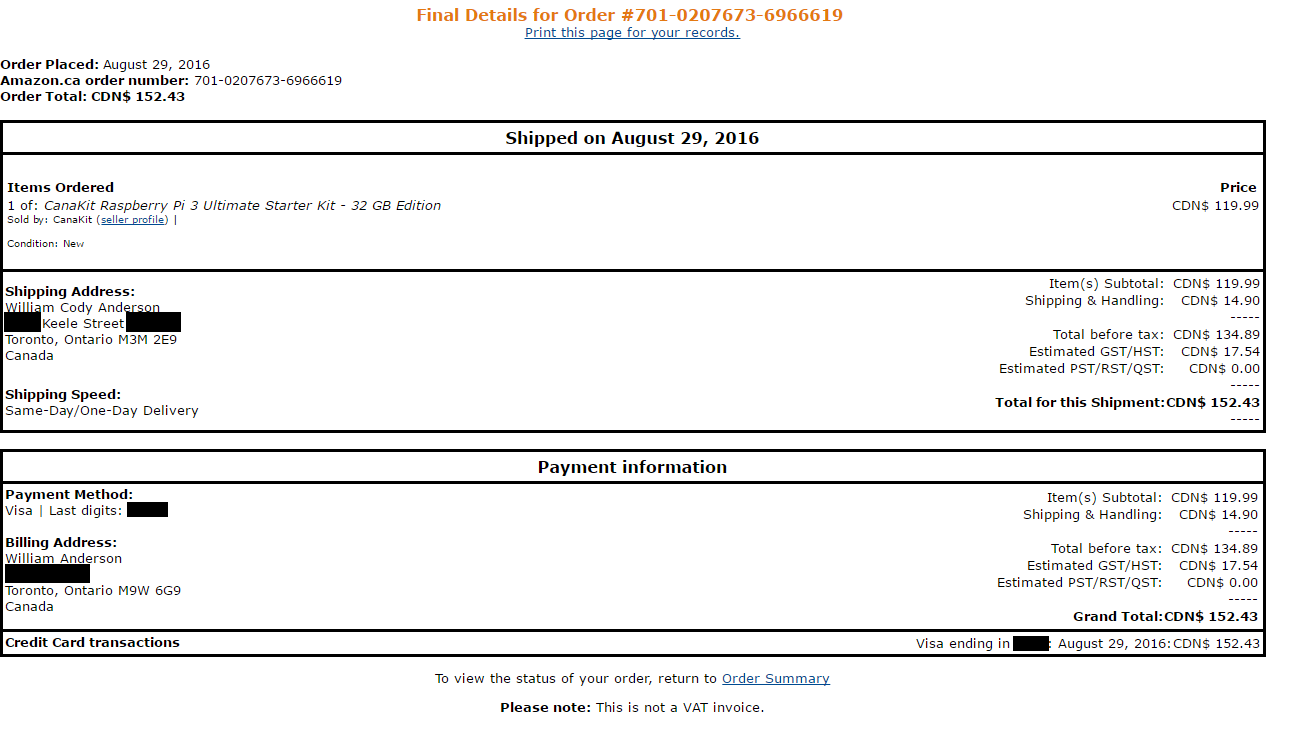 Final Details for Order #701-0207673-6966619
Print this page for your records.
Order Placed: August 29, 2016
Amazon.ca order number: 701-0207673-6966619
Order Total: CDN$ 152.43
Shipped on August 29, 2016
Items Ordered Price
1 of: CanaKit Raspberry Pi 3 Ultimate Starter Kit - 32 GB Edition CDN$ 119.99
Sold by: CanaKit (seller profile) |
Condition: New
Shipping Address:
William Cody Anderson
Keele Street
Toronto, Ontario M3M 2E9
Canada
Shipping Speed:
Same-Day/One-Day Delivery
Item(s) Subtotal: CDN$ 119.99
Shipping & Handling: CDN$ 14.90
-----
Total before tax: CDN$ 134.89
Estimated GST/HST: CDN$ 17.54
Estimated PST/RST/QST: CDN$ 0.00
-----
Total for this Shipment:CDN$ 152.43
-----
Payment information
Payment Method:
Visa | Last digits:
Billing Address:
William Anderson
Toronto, Ontario M9W 6G9
Canada
Item(s) Subtotal: CDN$ 119.99
Shipping & Handling: CDN$ 14.90
-----
Total before tax: CDN$ 134.89
Estimated GST/HST: CDN$ 17.54
Estimated PST/RST/QST: CDN$ 0.00
-----
Grand Total:CDN$ 152.43
Credit Card transactions Visa ending in : August 29, 2016:CDN$ 152.43
To view the status of your order, return to Order Summary
Please note: This is not a VAT invoice.